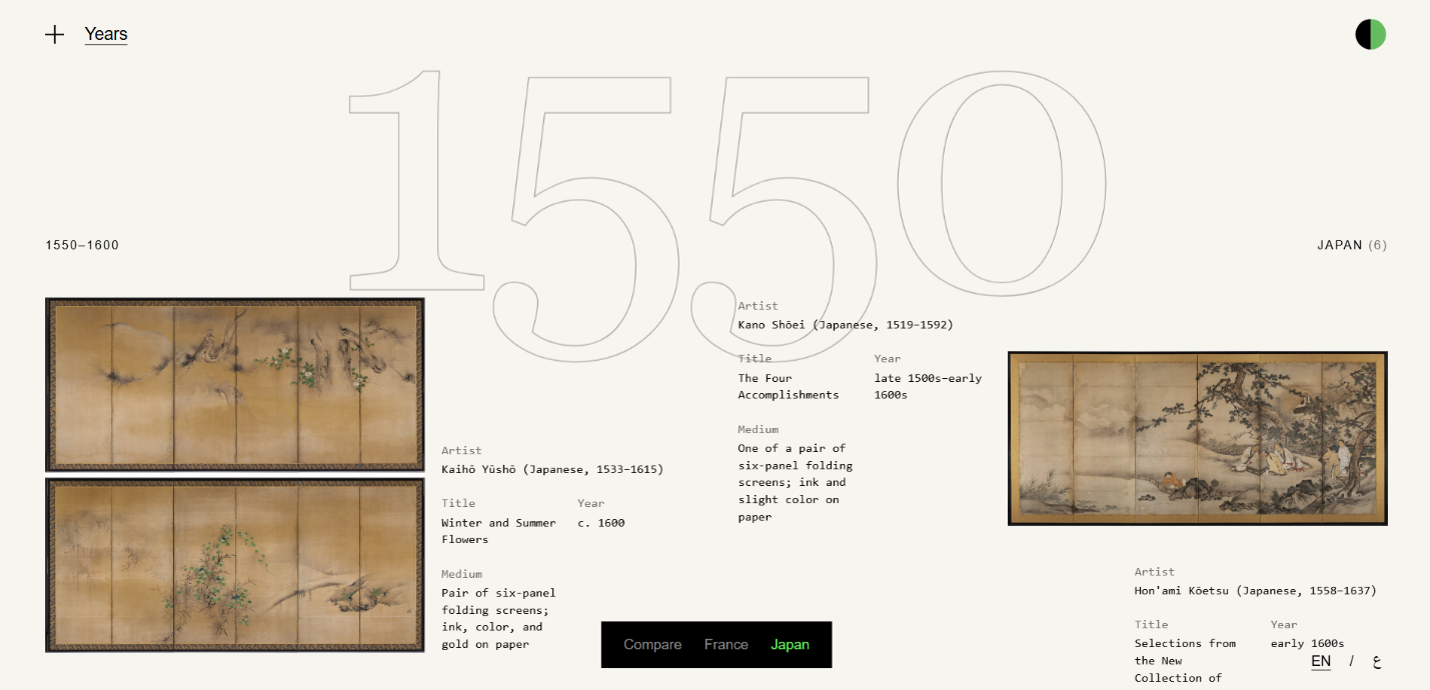 Years
1550
1550–1600
JAPAN (6)
Artist
Kaihō Yūshō (Japanese, 1533–1615)
Title
Year
Winter and Summer
Flowers
c. 1600
Medium
Pair of six-panel
folding screens;
ink, color, and
gold on paper
Artist
Kano Shōei (Japanese, 1519–1592)
Title
Year
The Four
Accomplishments
late 1500s–early
1600s
Medium
One of a pair of
six-panel folding
screens; ink and
slight color on
paper
Artist
Hon'ami Kōetsu (Japanese, 1558–1637)
Title
Year
Selections from
the New
Collection of
early 1600s
Compare France Japan
EN / ع